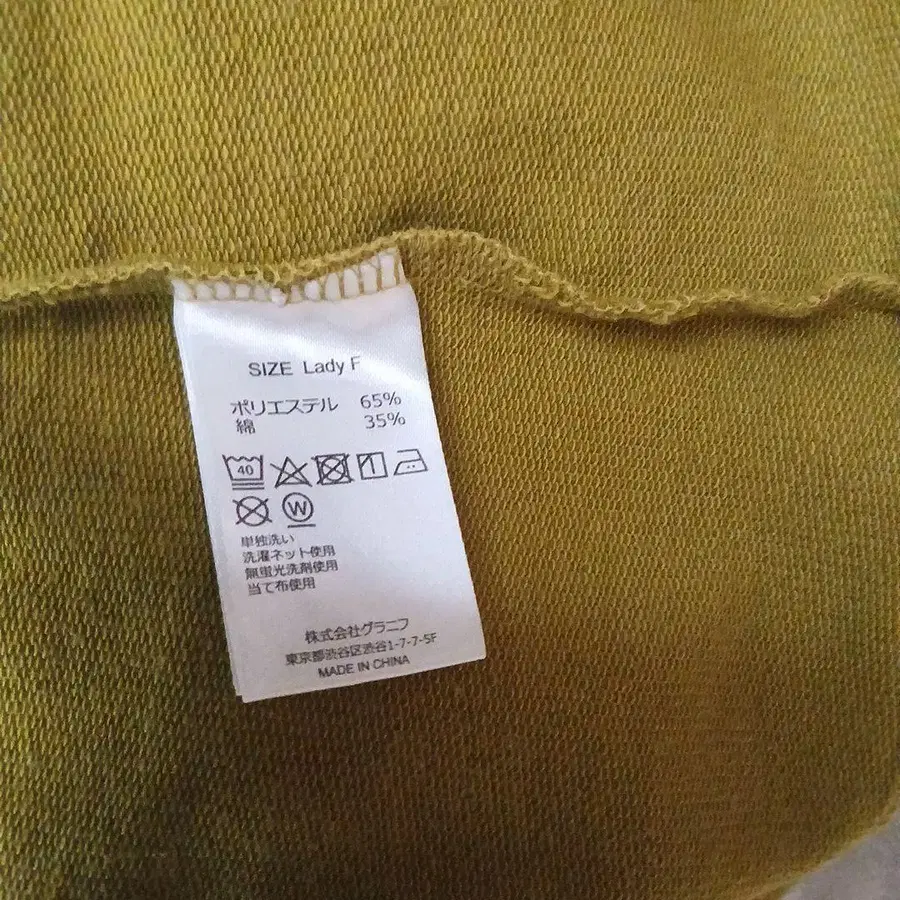 SIZE Lady F
ポリエステル 65%
綿 35%
40
W
単独洗い
洗濯ネット使用
無蛍光洗剤使用
当て布使用
株式会社グラニフ
東京都渋谷区渋谷1-7-7-5F
MADE IN CHINA